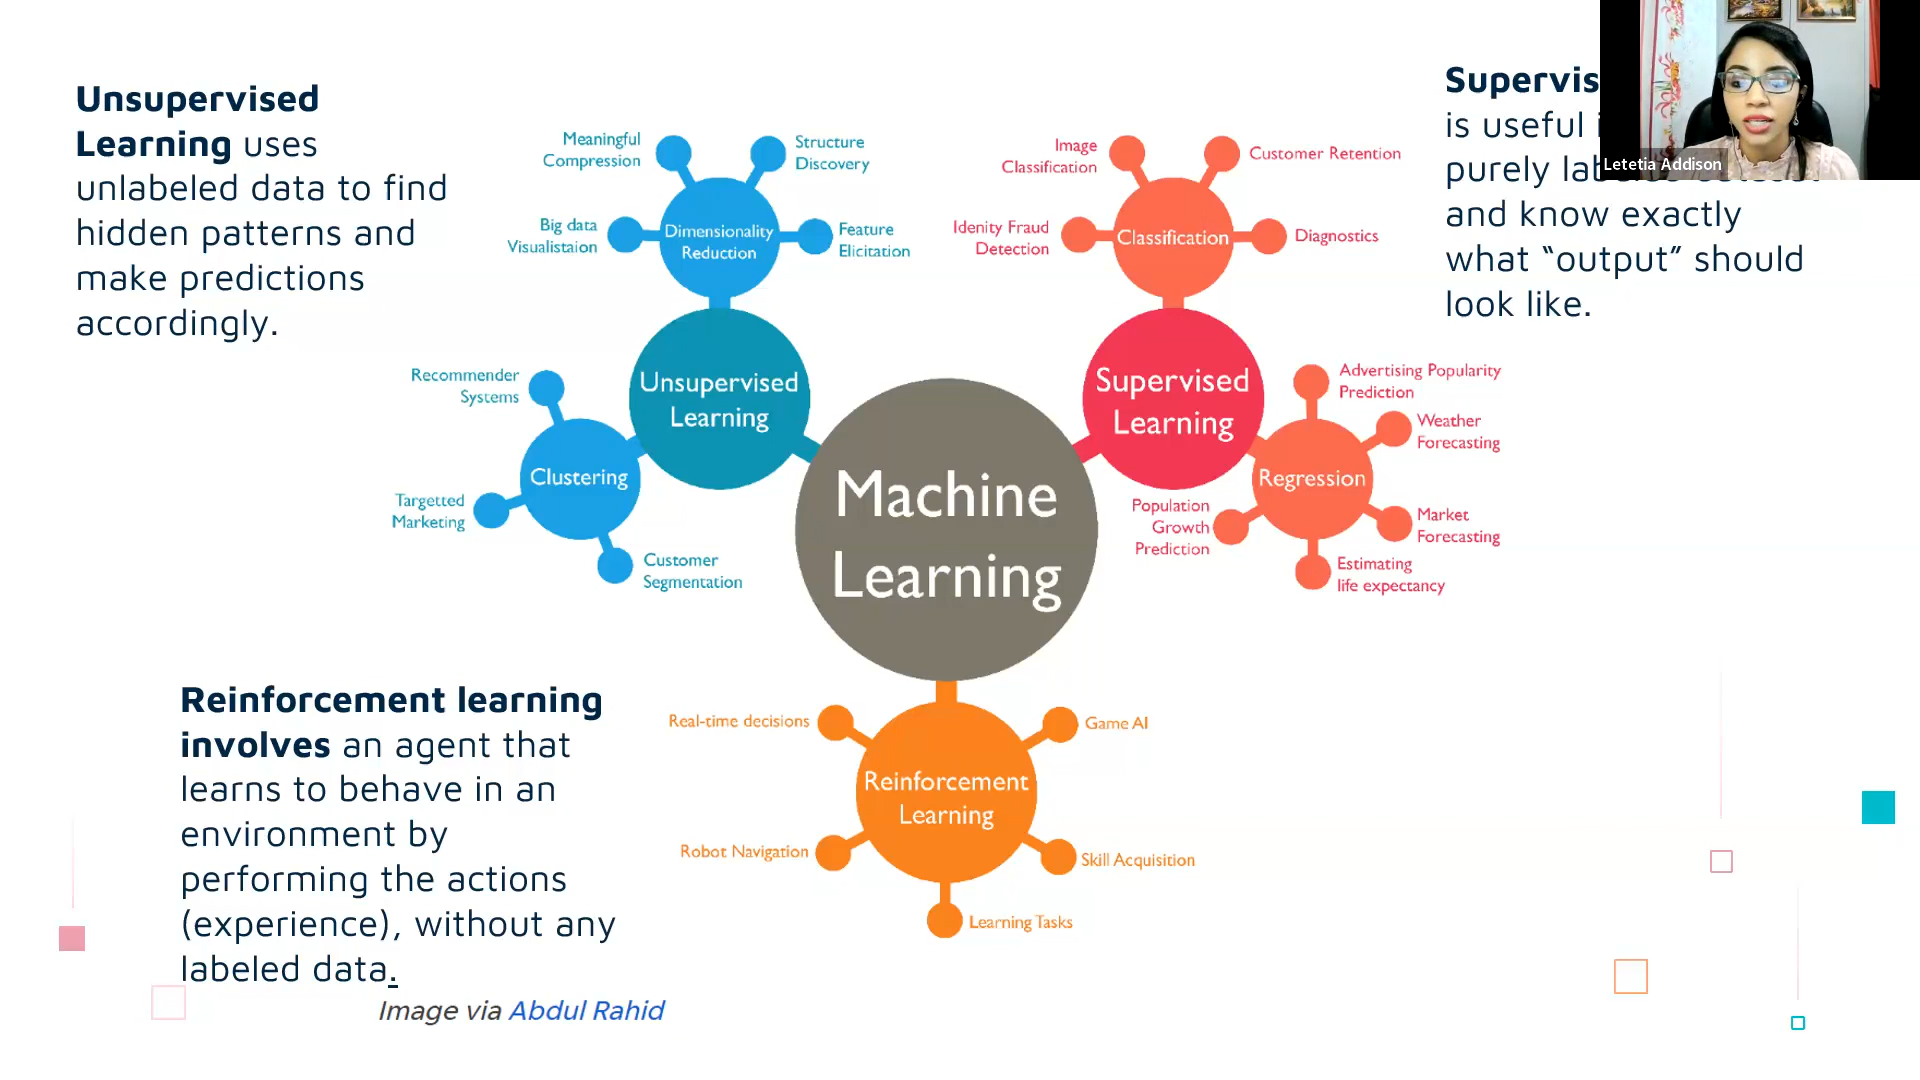 Unsupervised
Learning uses
unlabeled data to find
hidden patterns and
make predictions
accordingly.
Meaningful
Compression
Structure
Discovery
Big data
Visualistaion
Dimensionality
Reduction
Feature
Elicitation
Unsupervised
Learning
Recommender
Systems
Clustering
Targetted
Marketing
Customer
Segmentation
Image
Classification
Customer Retention
Idenity Fraud
Detection
Classification
Diagnostics
Supervised
Learning
Advertising Popularity
Prediction
Weather
Forecasting
Regression
Population
Growth
Prediction
Market
Forecasting
Estimating
life expectancy
Machine
Learning
is useful
purely
and know exactly
what “output” should
look like.
Letetia Addison
Reinforcement learning
involves an agent that
learns to behave in an
environment by
performing the actions
(experience), without any
labeled data.
Real-time decisions
Game AI
Reinforcement
Learning
Robot Navigation
Skill Acquisition
Learning Tasks
Image via Abdul Rahid